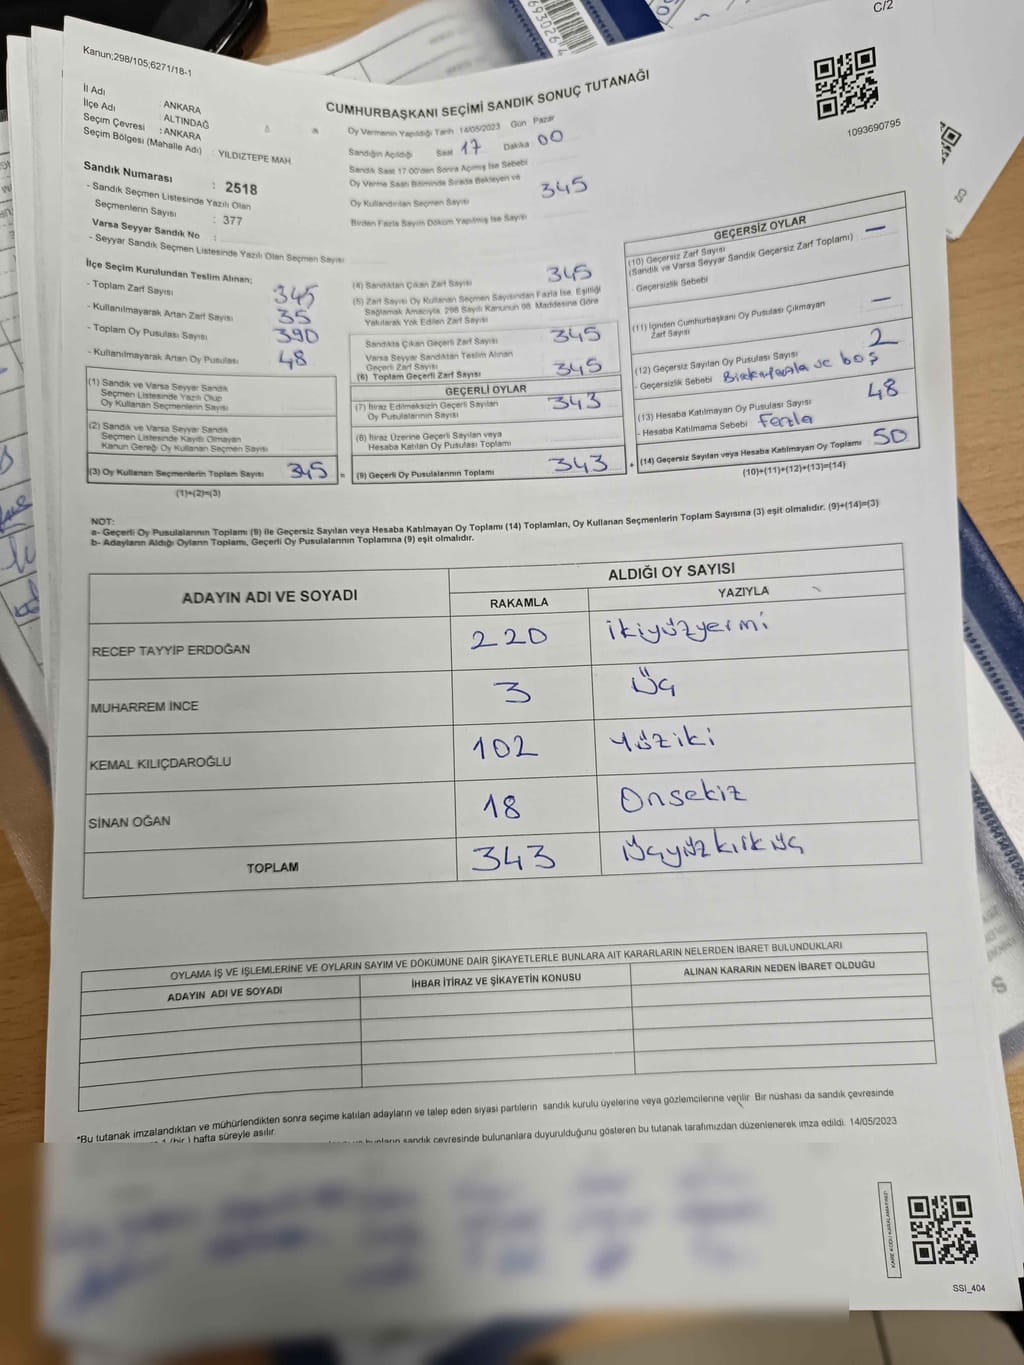 C/2
Kanun;298/105;6271/18-1
İl Adı : ANKARA
İlçe Adı : ALTINDAĞ
Seçim Çevresi : ANKARA
Seçim Bölgesi (Mahalle Adı) : YILDIZTEPE MAH.
CUMHURBAŞKANI SEÇİMİ SANDIK SONUÇ TUTANAĞI
1093690795
Oy Vermenin Yapıldığı Tarih 14/05/2023 Gün Pazar
Sandığın Açıldığı Saat 17 Dakika 00
Sandık Saat 17:00'den Sonra Açılmış İse Sebebi
Oy Verme Saati Bitiminde Sırada Bekleyen ve
Oy Kullandırılan Seçmen Sayısı 345
Birden Fazla Sayım Döküm Yapılmış İse Sayısı
Sandık Numarası : 2518
- Sandık Seçmen Listesinde Yazılı Olan
Seçmenlerin Sayısı : 377
Varsa Seyyar Sandık No :
- Seyyar Sandık Seçmen Listesinde Yazılı Olan Seçmen Sayısı:
İlçe Seçim Kurulundan Teslim Alınan;
- Toplam Zarf Sayısı 345
- Kullanılmayarak Artan Zarf Sayısı 35
- Toplam Oy Pusulası Sayısı 390
- Kullanılmayarak Artan Oy Pusulası 48
(1) Sandık ve Varsa Seyyar Sandık
Seçmen Listesinde Yazılı Olup
Oy Kullanan Seçmenlerin Sayısı
(2) Sandık ve Varsa Seyyar Sandık
Seçmen Listesinde Kayıtlı Olmayan
Kanun Gereği Oy Kullanan Seçmen Sayısı
(3) Oy Kullanan Seçmenlerin Toplam Sayısı 345 =
(1)+(2)=(3)
(4) Sandıktan Çıkan Zarf Sayısı 345
(5) Zarf Sayısı Oy Kullanan Seçmen Sayısından Fazla İse, Eşitliği
Sağlamak Amacıyla, 298 Sayılı Kanunun 98. Maddesine Göre
Yakılarak Yok Edilen Zarf Sayısı
Sandıkta Çıkan Geçerli Zarf Sayısı 345
Varsa Seyyar Sandıktan Teslim Alınan
Geçerli Zarf Sayısı
(6) Toplam Geçerli Zarf Sayısı 345
GEÇERLİ OYLAR
(7) İtiraz Edilmeksizin Geçerli Sayılan
Oy Pusulalarının Sayısı 343
(8) İtiraz Üzerine Geçerli Sayılan veya
Hesaba Katılan Oy Pusulası Toplamı
(9) Geçerli Oy Pusulalarının Toplamı 343 +
GEÇERSİZ OYLAR
(10) Geçersiz Zarf Sayısı —
(Sandık ve Varsa Seyyar Sandık Geçersiz Zarf Toplamı)
- Geçersizlik Sebebi
(11) İçinden Cumhurbaşkanı Oy Pusulası Çıkmayan
Zarf Sayısı —
(12) Geçersiz Sayılan Oy Pusulası Sayısı 2
- Geçersizlik Sebebi Birdenfazla ve boş
(13) Hesaba Katılmayan Oy Pusulası Sayısı 48
- Hesaba Katılmama Sebebi Fazla
(14) Geçersiz Sayılan veya Hesaba Katılmayan Oy Toplamı 50
(10)+(11)+(12)+(13)=(14)
NOT:
a- Geçerli Oy Pusulalarının Toplamı (9) ile Geçersiz Sayılan veya Hesaba Katılmayan Oy Toplamı (14) Toplamları, Oy Kullanan Seçmenlerin Toplam Sayısına (3) eşit olmalıdır. (9)+(14)=(3)
b- Adayların Aldığı Oyların Toplamı, Geçerli Oy Pusulalarının Toplamına (9) eşit olmalıdır.
ADAYIN ADI VE SOYADI ALDIĞI OY SAYISI
RAKAMLA YAZIYLA
RECEP TAYYİP ERDOĞAN 220 ikiyüzyermi
MUHARREM İNCE 3 üç
KEMAL KILIÇDAROĞLU 102 Yüziki
SİNAN OĞAN 18 Onsekiz
TOPLAM 343 üçyüzkırküç
OYLAMA İŞ VE İŞLEMLERİNE VE OYLARIN SAYIM VE DÖKÜMÜNE DAİR ŞİKAYETLERLE BUNLARA AİT KARARLARIN NELERDEN İBARET BULUNDUKLARI
ADAYIN ADI VE SOYADI İHBAR İTİRAZ VE ŞİKAYETİN KONUSU ALINAN KARARIN NEDEN İBARET OLDUĞU
*Bu tutanak imzalandıktan ve mühürlendikten sonra seçime katılan adayların ve talep eden siyasi partilerin sandık kurulu üyelerine veya gözlemcilerine verilir. Bir nüshası da sandık çevresinde
1 (bir) hafta süreyle asılır.
bunların sandık çevresinde bulunanlara duyurulduğunu gösteren bu tutanak tarafımızdan düzenlenerek imza edildi. 14/05/2023
KARE KODU KARALAMAYINIZ!
SSI_404